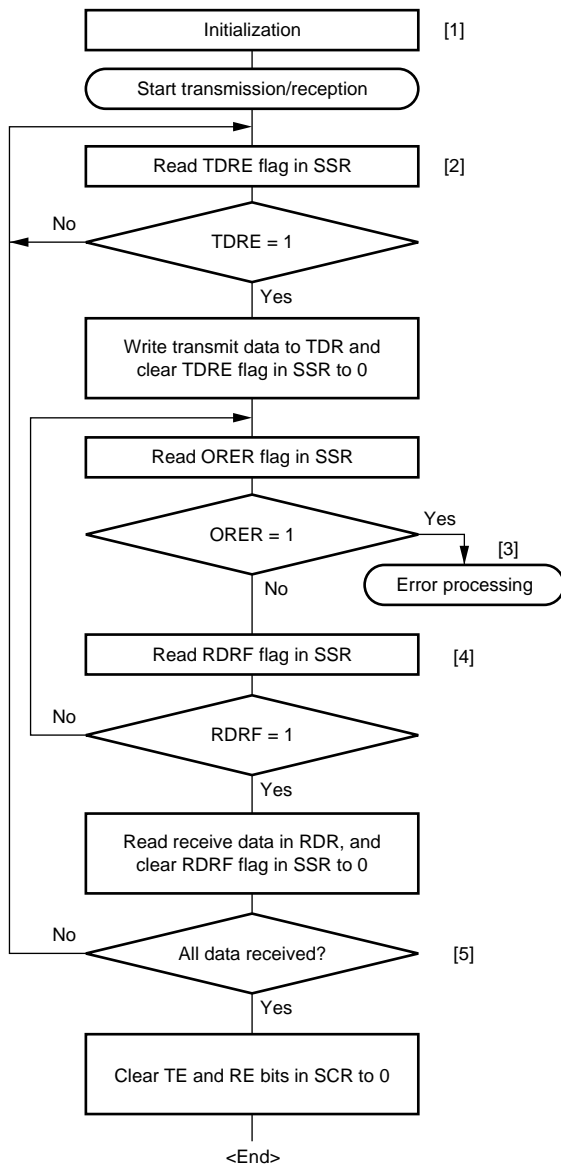 Initialization [1]
Start transmission/reception
Read TDRE flag in SSR [2]
No
TDRE = 1
Yes
Write transmit data to TDR and
clear TDRE flag in SSR to 0
Read ORER flag in SSR
ORER = 1
Yes
[3]
Error processing
No
Read RDRF flag in SSR [4]
No
RDRF = 1
Yes
Read receive data in RDR, and
clear RDRF flag in SSR to 0
No
All data received? [5]
Yes
Clear TE and RE bits in SCR to 0
<End>